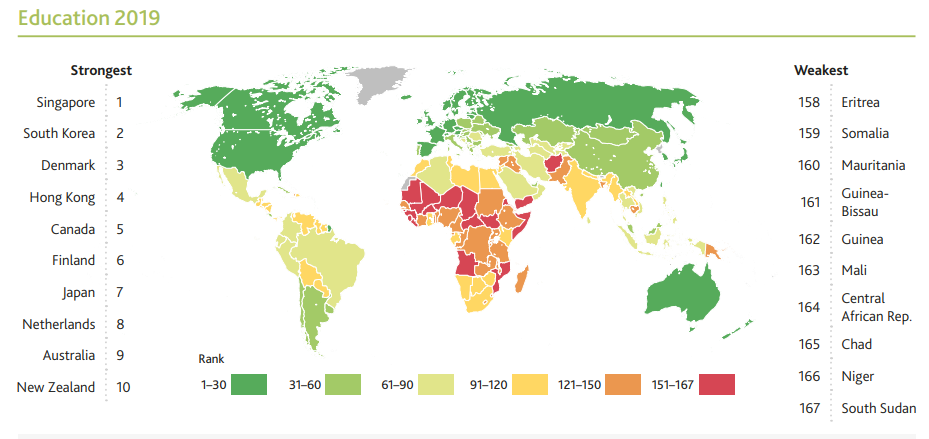 Education 2019
Strongest
Singapore 1
South Korea 2
Denmark 3
Hong Kong 4
Canada 5
Finland 6
Japan 7
Netherlands 8
Australia 9
New Zealand 10
Weakest
158 Eritrea
159 Somalia
160 Mauritania
161 Guinea-
Bissau
162 Guinea
163 Mali
164 Central
African Rep.
165 Chad
166 Niger
167 South Sudan
Rank
1–30 31–60 61–90 91–120 121–150 151–167